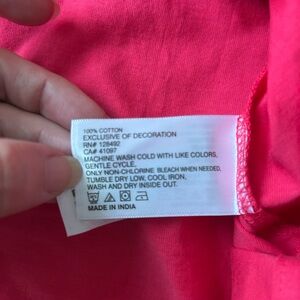 100% COTTON
EXCLUSIVE OF DECORATION
RN# 128492
CA# 41097
MACHINE WASH COLD WITH LIKE COLORS,
GENTLE CYCLE,
ONLY NON-CHLORINE BLEACH WHEN NEEDED,
TUMBLE DRY LOW, COOL IRON,
WASH AND DRY INSIDE OUT.
MADE IN INDIA